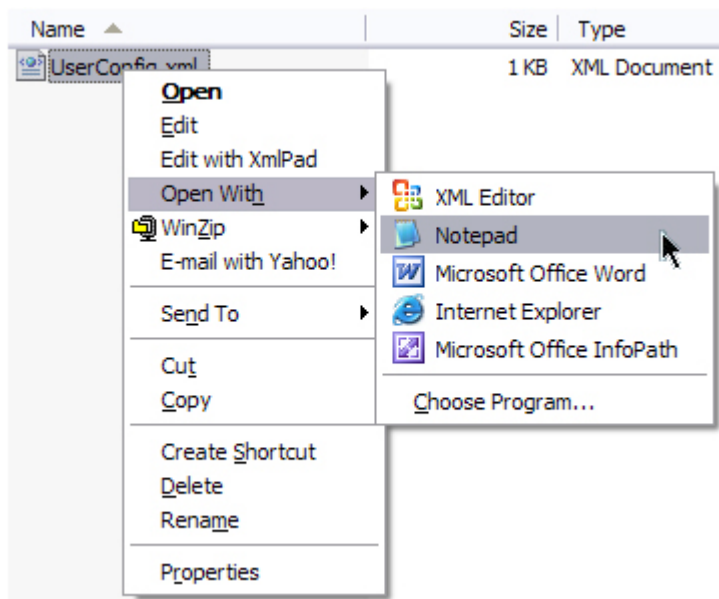 Name Size Type
UserConfig.xml 1 KB XML Document
Open
Edit
Edit with XmlPad
Open With
WinZip
E-mail with Yahoo!
Send To
Cut
Copy
Create Shortcut
Delete
Rename
Properties
XML Editor
Notepad
Microsoft Office Word
Internet Explorer
Microsoft Office InfoPath
Choose Program...